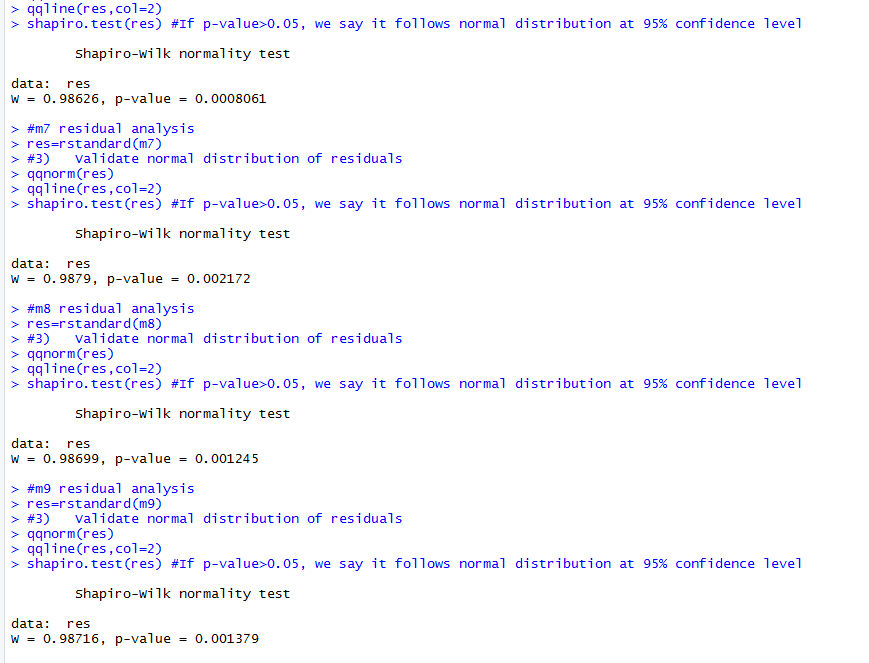 > qqline(res,col=2)
> shapiro.test(res) #If p-value>0.05, we say it follows normal distribution at 95% confidence level
Shapiro-Wilk normality test
data:  res
W = 0.98626, p-value = 0.0008061
> #m7 residual analysis
> res=rstandard(m7)
> #3)   Validate normal distribution of residuals
> qqnorm(res)
> qqline(res,col=2)
> shapiro.test(res) #If p-value>0.05, we say it follows normal distribution at 95% confidence level
Shapiro-Wilk normality test
data:  res
W = 0.9879, p-value = 0.002172
> #m8 residual analysis
> res=rstandard(m8)
> #3)   Validate normal distribution of residuals
> qqnorm(res)
> qqline(res,col=2)
> shapiro.test(res) #If p-value>0.05, we say it follows normal distribution at 95% confidence level
Shapiro-Wilk normality test
data:  res
W = 0.98699, p-value = 0.001245
> #m9 residual analysis
> res=rstandard(m9)
> #3)   Validate normal distribution of residuals
> qqnorm(res)
> qqline(res,col=2)
> shapiro.test(res) #If p-value>0.05, we say it follows normal distribution at 95% confidence level
Shapiro-Wilk normality test
data:  res
W = 0.98716, p-value = 0.001379